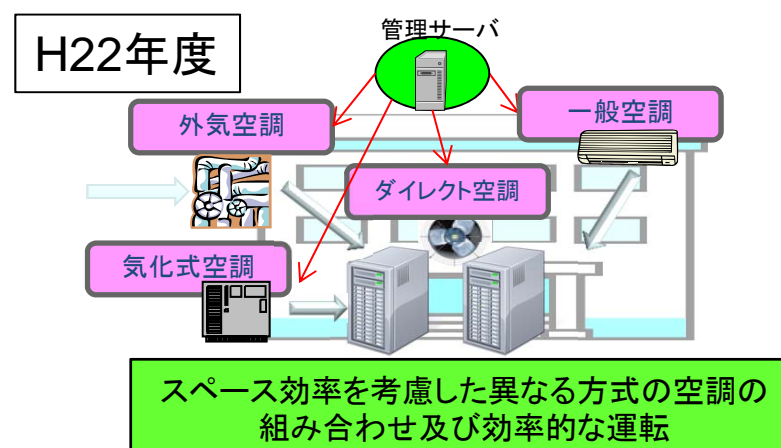 H22年度
管理サーバ
外気空調
一般空調
ダイレクト空調
気化式空調
スペース効率を考慮した異なる方式の空調の
組み合わせ及び効率的な運転